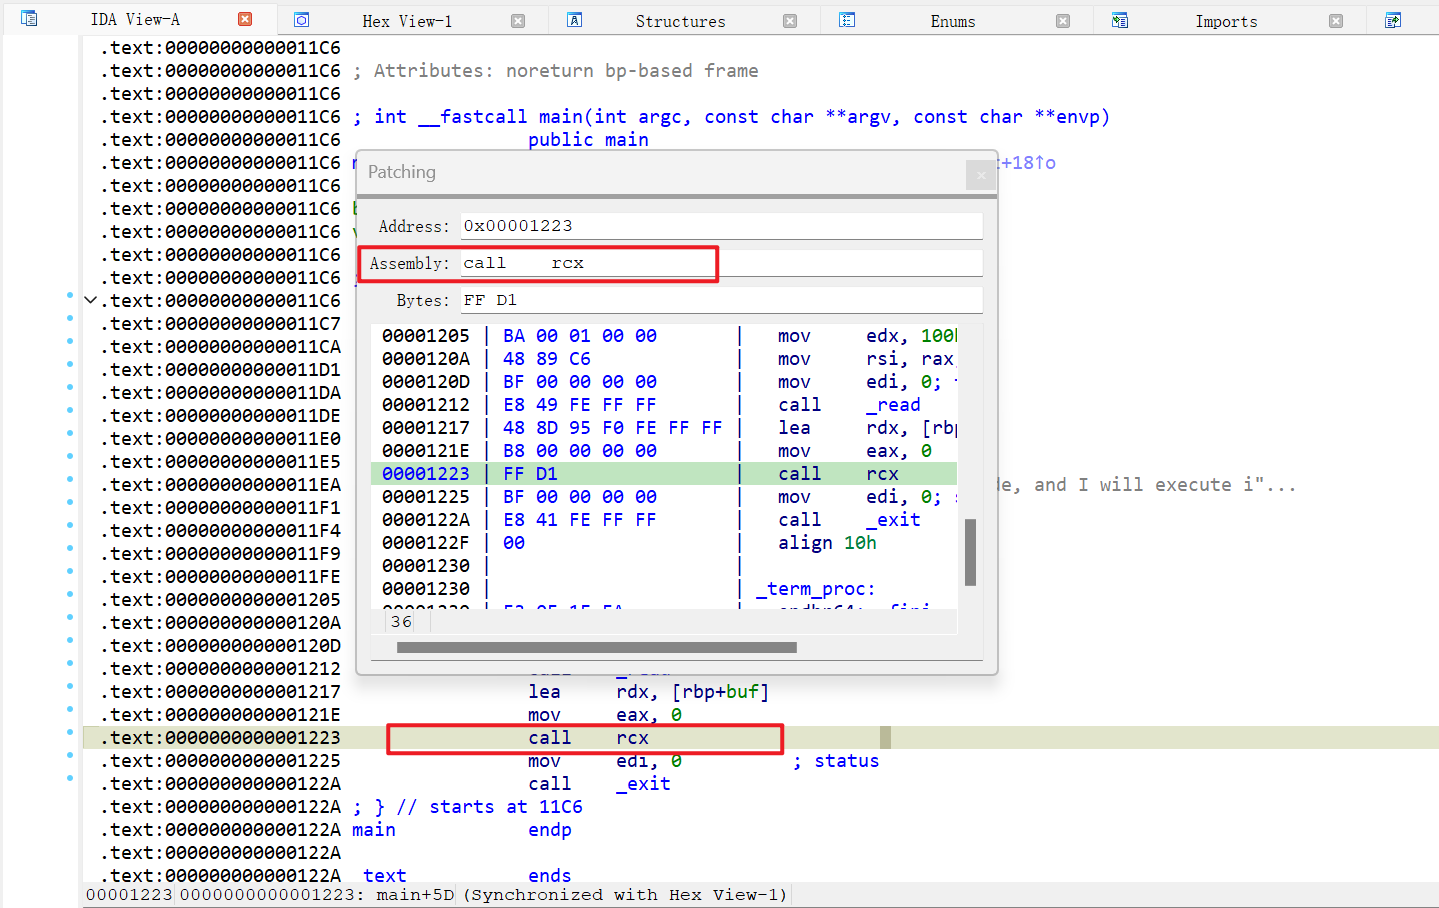 IDA View-A Hex View-1 Structures Enums Imports
.text:00000000000011C6
.text:00000000000011C6 ; Attributes: noreturn bp-based frame
.text:00000000000011C6
.text:00000000000011C6 ; int __fastcall main(int argc, const char **argv, const char **envp)
.text:00000000000011C6 public main
.text:00000000000011C6 +18↑o
.text:00000000000011C6
.text:00000000000011C6
.text:00000000000011C6
.text:00000000000011C6
.text:00000000000011C6
.text:00000000000011C6
.text:00000000000011C7
.text:00000000000011CA
.text:00000000000011D1
.text:00000000000011DA
.text:00000000000011DE
.text:00000000000011E0
.text:00000000000011E5
.text:00000000000011EA de, and I will execute i"...
.text:00000000000011F1
.text:00000000000011F4
.text:00000000000011F9
.text:00000000000011FE
.text:0000000000001205
.text:000000000000120A
.text:000000000000120D
.text:0000000000001212
.text:0000000000001217 lea rdx, [rbp+buf]
.text:000000000000121E mov eax, 0
.text:0000000000001223 call rcx
.text:0000000000001225 mov edi, 0 ; status
.text:000000000000122A call _exit
.text:000000000000122A ; } // starts at 11C6
.text:000000000000122A main endp
.text:000000000000122A
.text:000000000000122A _text ends
00001223 0000000000001223: main+5D (Synchronized with Hex View-1)
Patching
Address: 0x00001223
Assembly: call rcx
Bytes: FF D1
00001205 | BA 00 01 00 00 | mov edx, 100h
0000120A | 48 89 C6 | mov rsi, rax
0000120D | BF 00 00 00 00 | mov edi, 0;
00001212 | E8 49 FE FF FF | call _read
00001217 | 48 8D 95 F0 FE FF FF | lea rdx, [rbp
0000121E | B8 00 00 00 00 | mov eax, 0
00001223 | FF D1 | call rcx
00001225 | BF 00 00 00 00 | mov edi, 0;
0000122A | E8 41 FE FF FF | call _exit
0000122F | 00 | align 10h
00001230 | |
00001230 | | _term_proc:
36